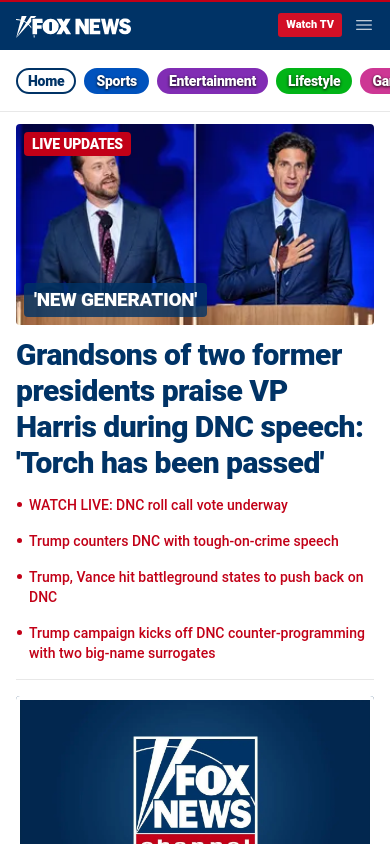 FOX NEWS
Watch TV
Home
Sports
Entertainment
Lifestyle
LIVE UPDATES
'NEW GENERATION'
Grandsons of two former
presidents praise VP
Harris during DNC speech:
'Torch has been passed'
WATCH LIVE: DNC roll call vote underway
Trump counters DNC with tough-on-crime speech
Trump, Vance hit battleground states to push back on
DNC
Trump campaign kicks off DNC counter-programming
with two big-name surrogates
FOX
NEWS
channel